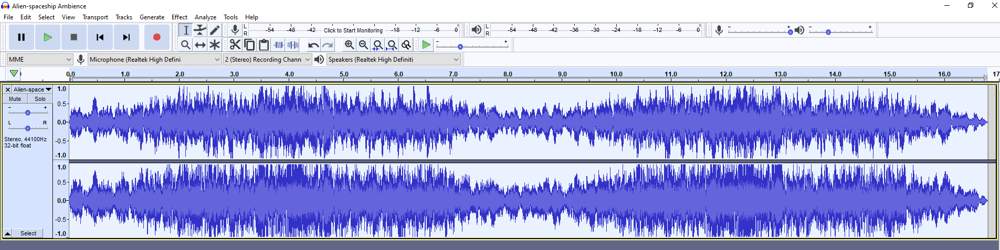 Alien-spaceship Ambience
File Edit Select View Transport Tracks Generate Effect Analyze Tools Help
L R -54 -48 -42 Click to Start Monitoring -18 -12 -6 0
L R -54 -48 -42 -36 -30 -24 -18 -12 -6 0
- +
- +
- +
MME Microphone (Realtek High Defini 2 (Stereo) Recording Chann Speakers (Realtek High Definiti
0.0 1.0 2.0 3.0 4.0 5.0 6.0 7.0 8.0 9.0 10.0 11.0 12.0 13.0 14.0 15.0 16.0 17
Alien-space
Mute Solo
- +
L R
Stereo, 44100Hz
32-bit float
Select
1.0
0.5
0.0
-0.5
-1.0
1.0
0.5
0.0
-0.5
-1.0